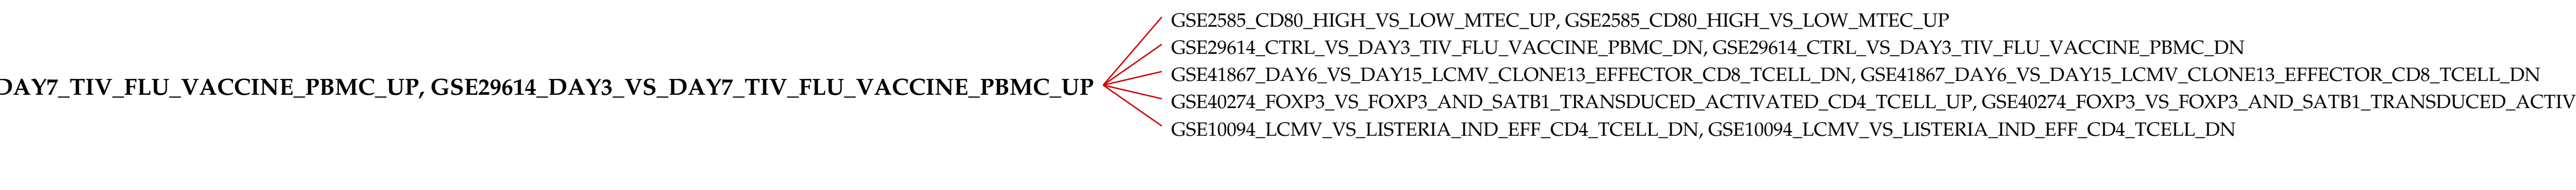 GSE2585_CD80_HIGH_VS_LOW_MTEC_UP, GSE2585_CD80_HIGH_VS_LOW_MTEC_UP
GSE29614_CTRL_VS_DAY3_TIV_FLU_VACCINE_PBMC_DN, GSE29614_CTRL_VS_DAY3_TIV_FLU_VACCINE_PBMC_DN
GSE41867_DAY6_VS_DAY15_LCMV_CLONE13_EFFECTOR_CD8_TCELL_DN, GSE41867_DAY6_VS_DAY15_LCMV_CLONE13_EFFECTOR_CD8_TCELL_DN
DAY7_TIV_FLU_VACCINE_PBMC_UP, GSE29614_DAY3_VS_DAY7_TIV_FLU_VACCINE_PBMC_UP
GSE40274_FOXP3_VS_FOXP3_AND_SATB1_TRANSDUCED_ACTIVATED_CD4_TCELL_UP, GSE40274_FOXP3_VS_FOXP3_AND_SATB1_TRANSDUCED_ACTIV
GSE10094_LCMV_VS_LISTERIA_IND_EFF_CD4_TCELL_DN, GSE10094_LCMV_VS_LISTERIA_IND_EFF_CD4_TCELL_DN